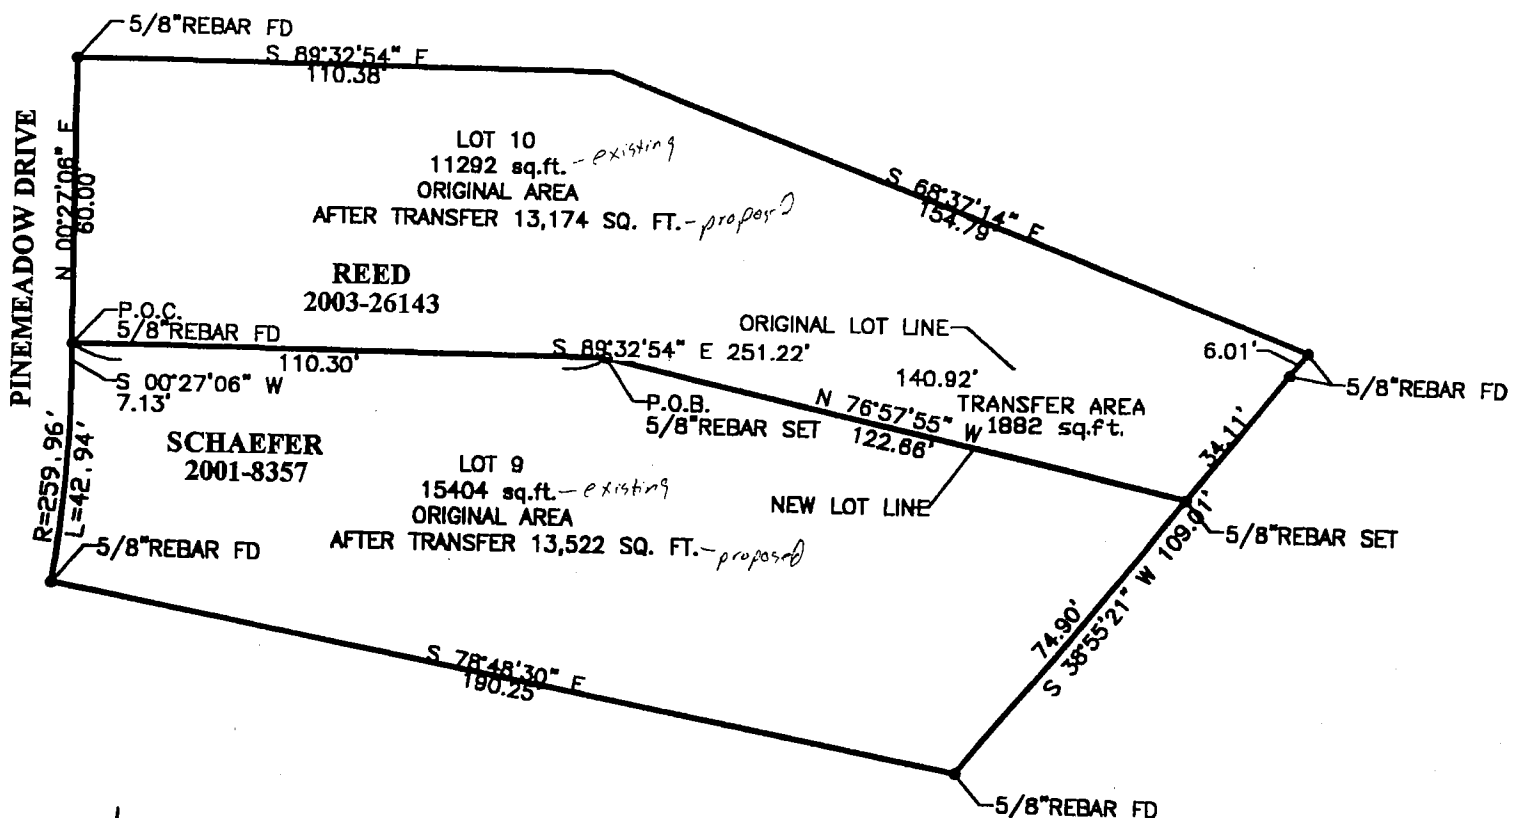 5/8"REBAR FD
S 89°32'54" E
110.38'
PINEMEADOW DRIVE
N 00°27'06" E
60.00'
LOT 10
11292 sq.ft. - existing
ORIGINAL AREA
AFTER TRANSFER 13,174 SQ. FT. - proposed
S 68°37'14" E
154.79'
REED
2003-26143
P.O.C.
5/8"REBAR FD
110.30'
S 89°32'54" E 251.22'
ORIGINAL LOT LINE
140.92'
6.01'
5/8"REBAR FD
S 00°27'06" W
7.13'
P.O.B.
5/8"REBAR SET
N 76°57'55" W
122.66'
TRANSFER AREA
1882 sq.ft.
34.11'
R=259.96'
L=42.94'
SCHAEFER
2001-8357
LOT 9
15404 sq.ft. - existing
ORIGINAL AREA
AFTER TRANSFER 13,522 SQ. FT. - proposed
NEW LOT LINE
5/8"REBAR SET
5/8"REBAR FD
74.90'
S 38°55'21" W 109.01'
S 78°48'30" E
190.25'
5/8"REBAR FD